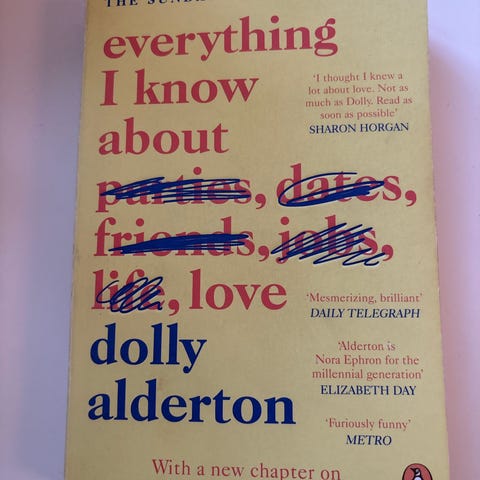 THE SUNDAY
everything
I know
about
parties, dates,
friends, jobs,
life, love
dolly
alderton
'I thought I knew a
lot about love. Not as
much as Dolly. Read as
soon as possible'
SHARON HORGAN
'Mesmerizing, brilliant'
DAILY TELEGRAPH
'Alderton is
Nora Ephron for the
millennial generation'
ELIZABETH DAY
'Furiously funny'
METRO
With a new chapter on